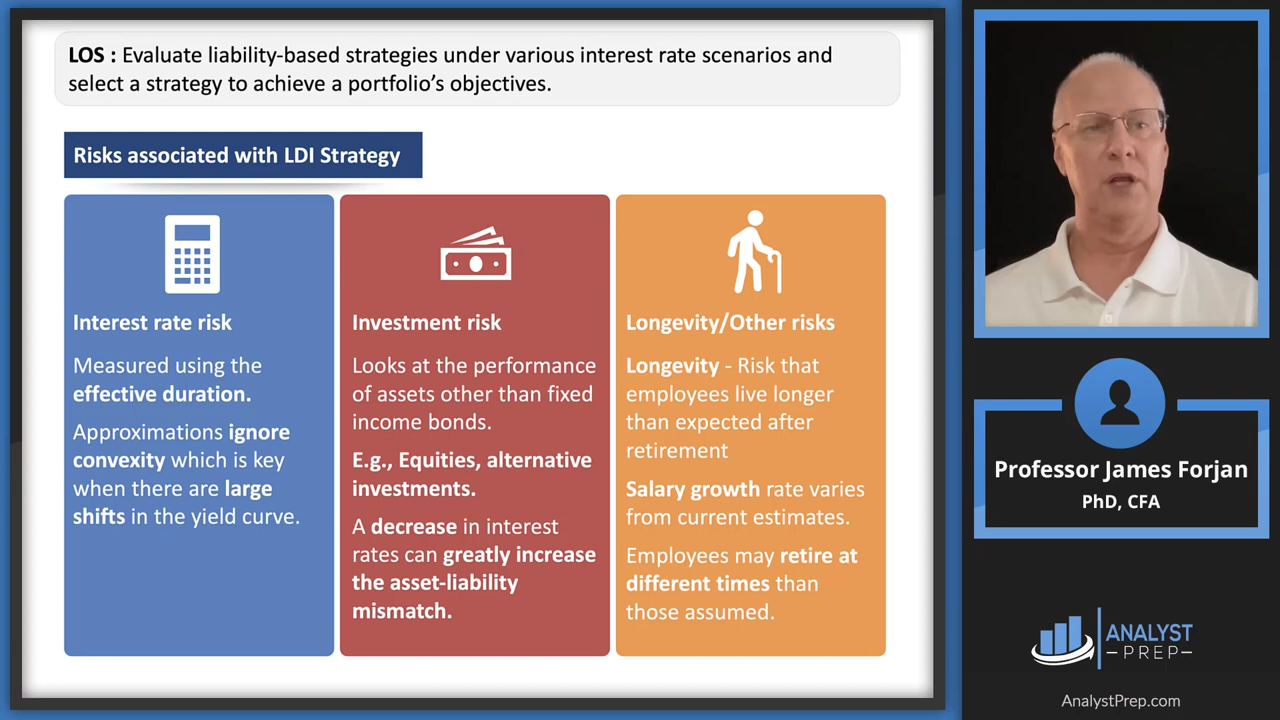 LOS : Evaluate liability-based strategies under various interest rate scenarios and
select a strategy to achieve a portfolio’s objectives.
Risks associated with LDI Strategy
Interest rate risk
Measured using the
effective duration.
Approximations ignore
convexity which is key
when there are large
shifts in the yield curve.
Investment risk
Looks at the performance
of assets other than fixed
income bonds.
E.g., Equities, alternative
investments.
A decrease in interest
rates can greatly increase
the asset-liability
mismatch.
Longevity/Other risks
Longevity - Risk that
employees live longer
than expected after
retirement
Salary growth rate varies
from current estimates.
Employees may retire at
different times than
those assumed.
Professor James Forjan
PhD, CFA
ANALYST
PREP
AnalystPrep.com